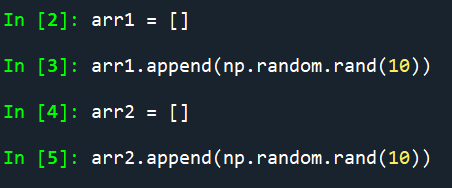 In [2]: arr1 = []
In [3]: arr1.append(np.random.rand(10))
In [4]: arr2 = []
In [5]: arr2.append(np.random.rand(10))